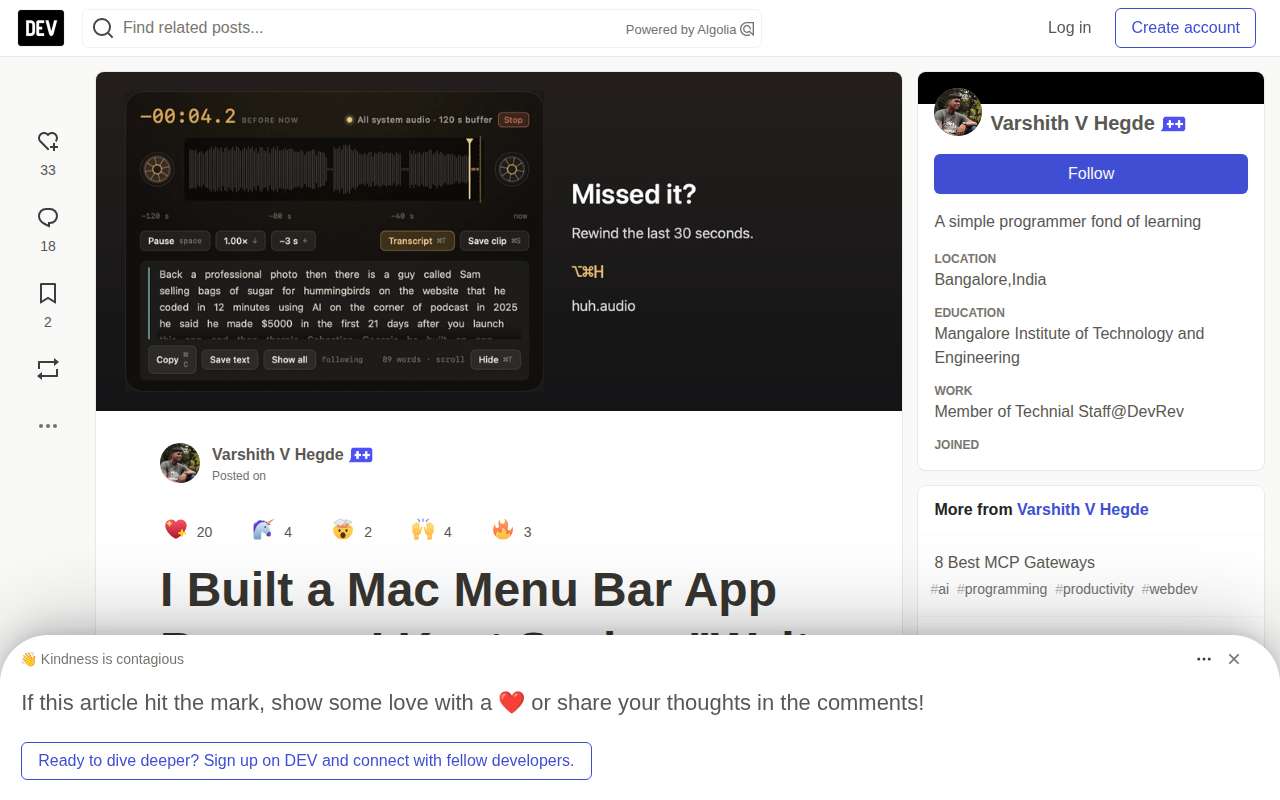 DEV
Find related posts...
Powered by Algolia
Log in
Create account
33
18
2
−00:04.2 BEFORE NOW
All system audio · 120 s buffer
Stop
−120 s
−80 s
−40 s
now
Pause space
1.00×
−3 s
Transcript ⌘T
Save clip ⌘S
Back a professional photo then there is a guy called Sam
selling bags of sugar for hummingbirds on the website that he
coded in 12 minutes using AI on the corner of podcast in 2025
he said he made $5000 in the first 21 days after you launch
Copy ⌘C
Save text
Show all
following
89 words · scroll
Hide ⌘T
Missed it?
Rewind the last 30 seconds.
⌥⌘H
huh.audio
Varshith V Hegde
Posted on
20
4
2
4
3
I Built a Mac Menu Bar App
Varshith V Hegde
Follow
A simple programmer fond of learning
LOCATION
Bangalore,India
EDUCATION
Mangalore Institute of Technology and
Engineering
WORK
Member of Technial Staff@DevRev
JOINED
More from Varshith V Hegde
8 Best MCP Gateways
#ai #programming #productivity #webdev
👋 Kindness is contagious
If this article hit the mark, show some love with a ❤️ or share your thoughts in the comments!
Ready to dive deeper? Sign up on DEV and connect with fellow developers.